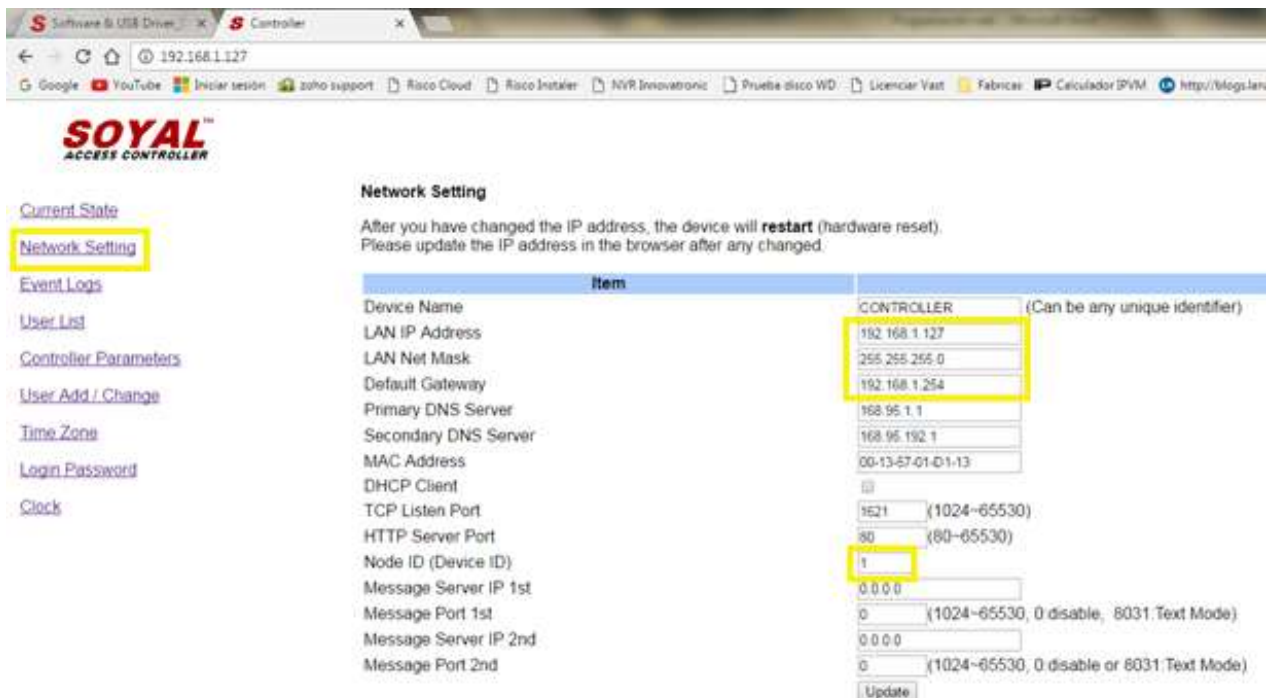 Software & USB Driver_
Controller
192.168.1.127
Google YouTube Iniciar sesión zoho support Risco Cloud Risco Instaler NVR Innovatronic Prueba disco WD Licenciar Vast Fabricas Calculador IPVM http://blogs.lan
SOYAL™
ACCESS CONTROLLER
Current State
Network Setting
Event Logs
User List
Controller Parameters
User Add / Change
Time Zone
Login Password
Clock
Network Setting
After you have changed the IP address, the device will restart (hardware reset).
Please update the IP address in the browser after any changed.
Item
Device Name CONTROLLER (Can be any unique identifier)
LAN IP Address 192.168.1.127
LAN Net Mask 255.255.255.0
Default Gateway 192.168.1.254
Primary DNS Server 168.95.1.1
Secondary DNS Server 168.95.192.1
MAC Address 00-13-57-01-D1-13
DHCP Client
TCP Listen Port 1621 (1024~65530)
HTTP Server Port 80 (80~65530)
Node ID (Device ID) 1
Message Server IP 1st 0.0.0.0
Message Port 1st 0 (1024~65530, 0:disable, 8031:Text Mode)
Message Server IP 2nd 0.0.0.0
Message Port 2nd 0 (1024~65530, 0:disable or 8031:Text Mode)
Update